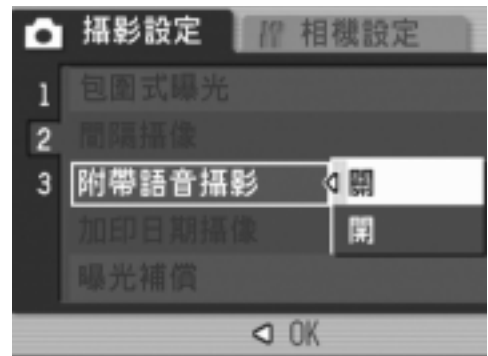 攝影設定 相機設定
1 包圍式曝光
2 間隔攝像
3 附帶語音攝影 關
加印日期攝像 開
曝光補償
OK